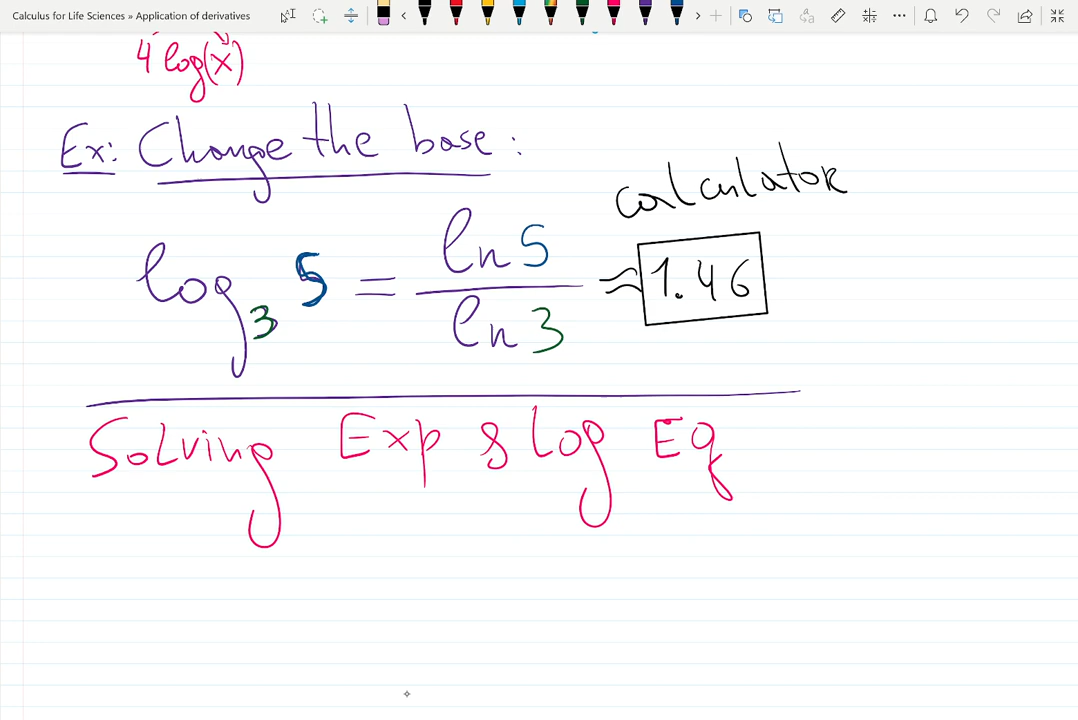 Calculus for Life Sciences » Application of derivatives
4 log(x)
Ex: Change the base:
calculator
log₃ 5 = ln 5 / ln 3 ≈ 1.46
Solving Exp & log Eq